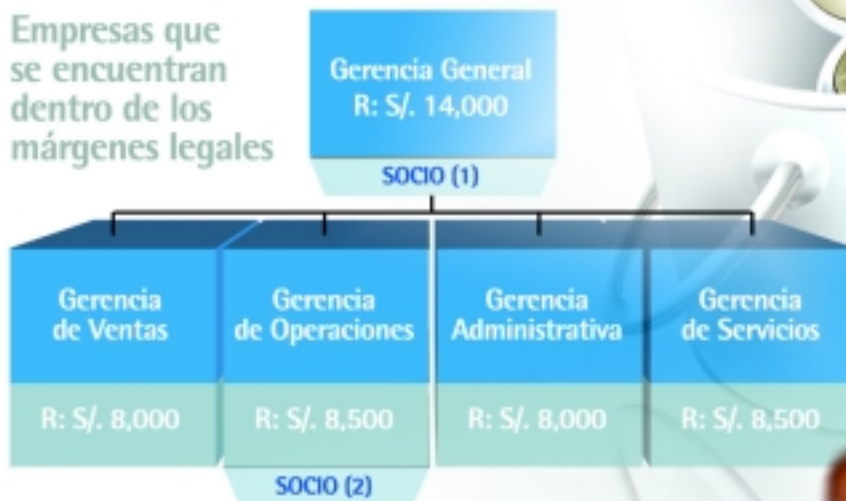 Empresas que
se encuentran
dentro de los
márgenes legales
Gerencia General
R: S/. 14,000
SOCIO (1)
Gerencia
de Ventas
R: S/. 8,000
Gerencia
de Operaciones
R: S/. 8,500
SOCIO (2)
Gerencia
Administrativa
R: S/. 8,000
Gerencia
de Servicios
R: S/. 8,500